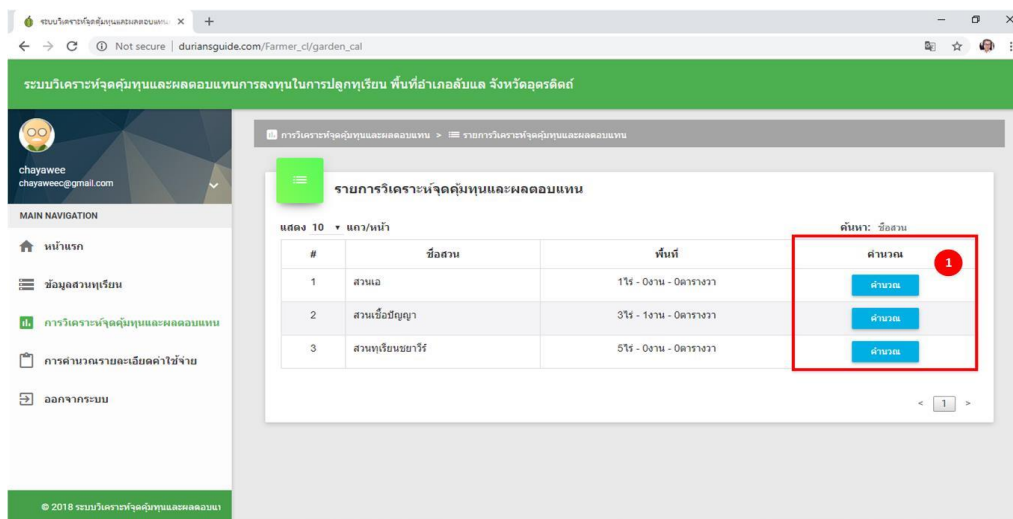 ระบบวิเคราะห์จุดคุ้มทุนและผลตอบแทน
Not secure | duriansguide.com/Farmer_cl/garden_cal
ระบบวิเคราะห์จุดคุ้มทุนและผลตอบแทนการลงทุนในการปลูกทุเรียน พื้นที่อำเภอลับแล จังหวัดอุตรดิตถ์
การวิเคราะห์จุดคุ้มทุนและผลตอบแทน > รายการวิเคราะห์จุดคุ้มทุนและผลตอบแทน
chayawee
chayaweec@gmail.com
MAIN NAVIGATION
หน้าแรก
ข้อมูลสวนทุเรียน
การวิเคราะห์จุดคุ้มทุนและผลตอบแทน
การคำนวณรายละเอียดค่าใช้จ่าย
ออกจากระบบ
© 2018 ระบบวิเคราะห์จุดคุ้มทุนและผลตอบแ
รายการวิเคราะห์จุดคุ้มทุนและผลตอบแทน
แสดง 10 แถว/หน้า ค้นหา: ชื่อสวน
# ชื่อสวน พื้นที่ คำนวณ 1
1 สวนเอ 1ไร่ - 0งาน - 0ตารางวา คำนวณ
2 สวนเชื้อปัญญา 3ไร่ - 1งาน - 0ตารางวา คำนวณ
3 สวนทุเรียนชยาวีร์ 5ไร่ - 0งาน - 0ตารางวา คำนวณ
< 1 >